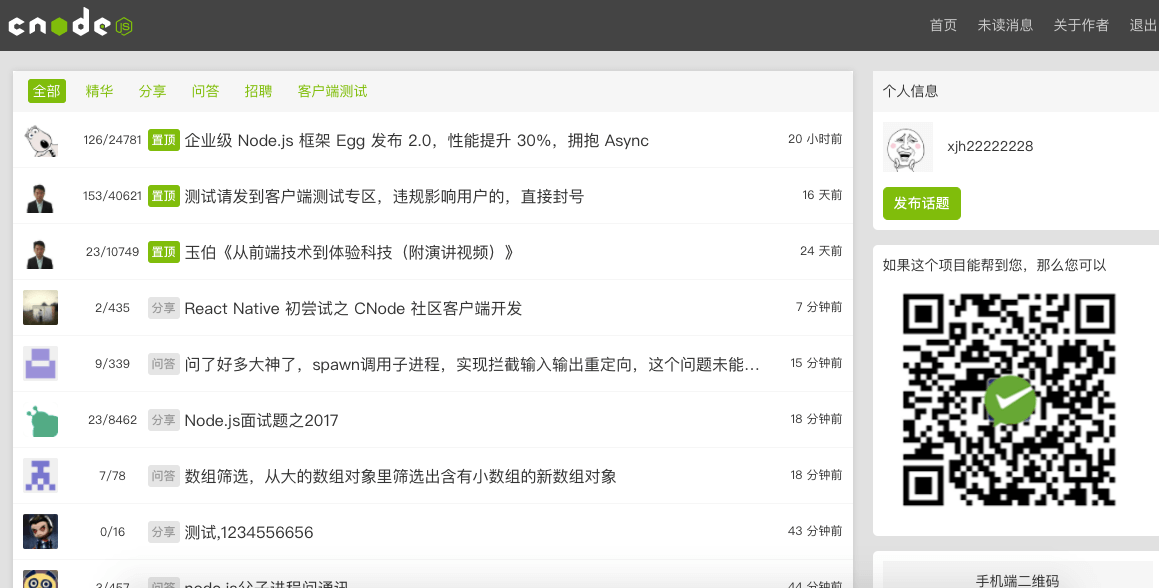 cnode JS
首页 未读消息 关于作者 退出
全部 精华 分享 问答 招聘 客户端测试
126/24781 置顶 企业级 Node.js 框架 Egg 发布 2.0，性能提升 30%，拥抱 Async 20 小时前
153/40621 置顶 测试请发到客户端测试专区，违规影响用户的，直接封号 16 天前
23/10749 置顶 玉伯《从前端技术到体验科技（附演讲视频）》 24 天前
2/435 分享 React Native 初尝试之 CNode 社区客户端开发 7 分钟前
9/339 问答 问了好多大神了，spawn调用子进程，实现拦截输入输出重定向，这个问题未能... 15 分钟前
23/8462 分享 Node.js面试题之2017 18 分钟前
7/78 问答 数组筛选，从大的数组对象里筛选出含有小数组的新数组对象 18 分钟前
0/16 分享 测试,1234556656 43 分钟前
3/457 问答 node.js父子进程间通讯 44 分钟前
个人信息
xjh22222228
发布话题
如果这个项目能帮到您，那么您可以
手机端二维码